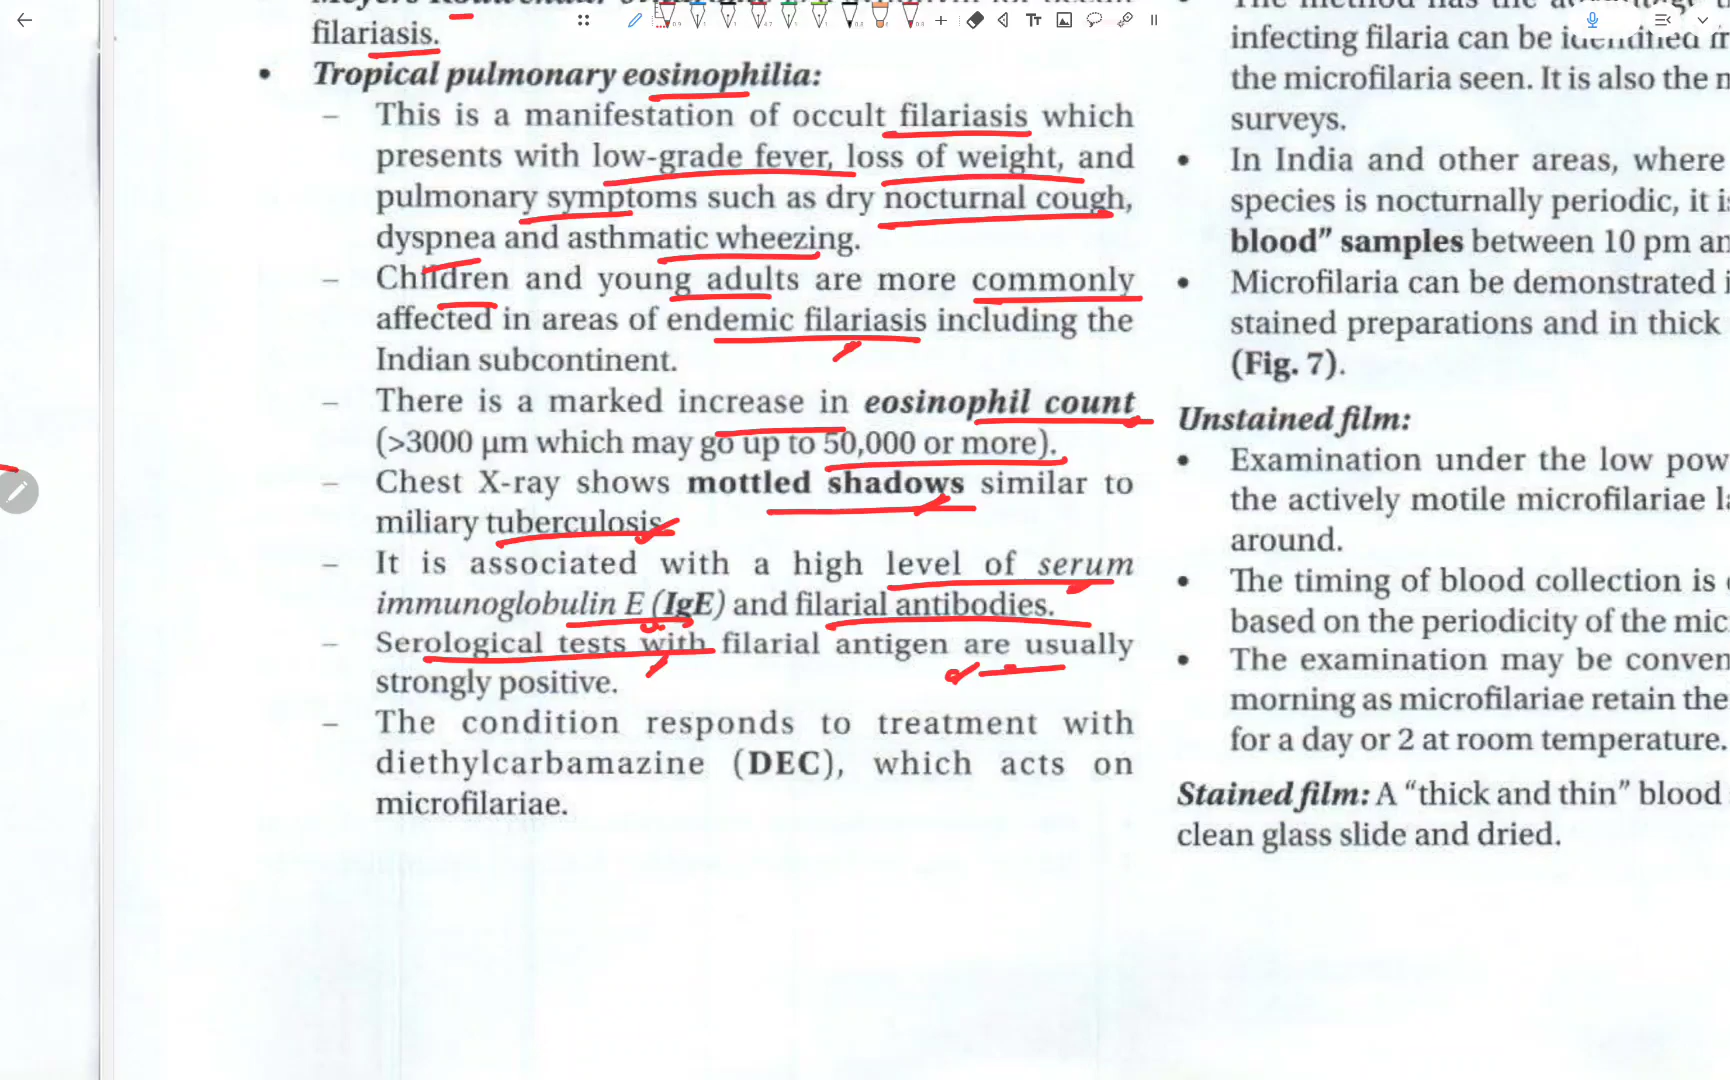 filariasis.
• Tropical pulmonary eosinophilia:
– This is a manifestation of occult filariasis which
presents with low-grade fever, loss of weight, and
pulmonary symptoms such as dry nocturnal cough,
dyspnea and asthmatic wheezing.
– Children and young adults are more commonly
affected in areas of endemic filariasis including the
Indian subcontinent.
– There is a marked increase in eosinophil count
(>3000 µm which may go up to 50,000 or more).
– Chest X-ray shows mottled shadows similar to
miliary tuberculosis.
– It is associated with a high level of serum
immunoglobulin E (IgE) and filarial antibodies.
– Serological tests with filarial antigen are usually
strongly positive.
– The condition responds to treatment with
diethylcarbamazine (DEC), which acts on
microfilariae.
infecting filaria can be identified
the microfilaria seen. It is also the
surveys.
• In India and other areas, where
species is nocturnally periodic, it
blood” samples between 10 pm
• Microfilaria can be demonstrated
stained preparations and in thick
(Fig. 7).
Unstained film:
• Examination under the low
the actively motile microfilariae
around.
• The timing of blood collection is
based on the periodicity of the
• The examination may be
morning as microfilariae retain
for a day or 2 at room temperature.
Stained film: A “thick and thin” blood
clean glass slide and dried.